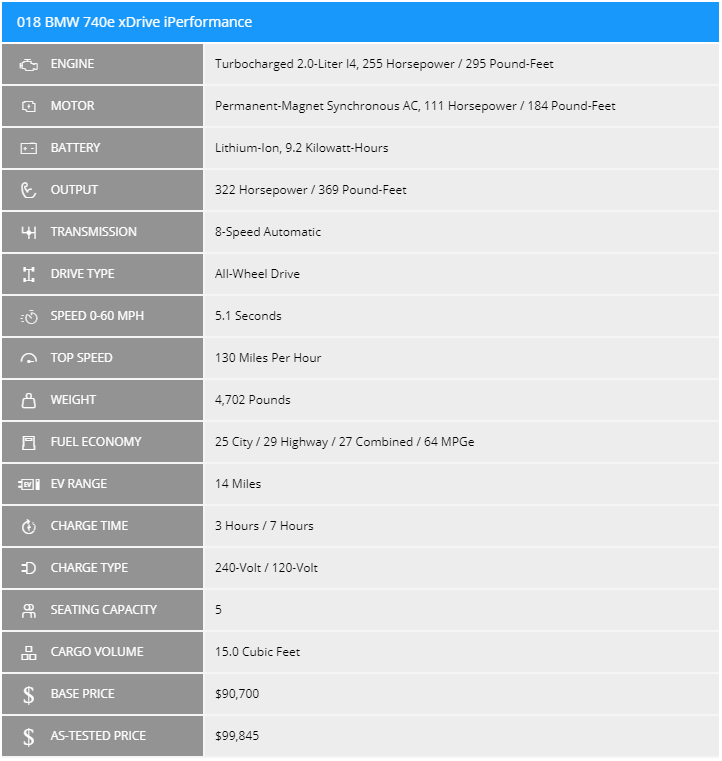 018 BMW 740e xDrive iPerformance
ENGINE Turbocharged 2.0-Liter I4, 255 Horsepower / 295 Pound-Feet
MOTOR Permanent-Magnet Synchronous AC, 111 Horsepower / 184 Pound-Feet
BATTERY Lithium-Ion, 9.2 Kilowatt-Hours
OUTPUT 322 Horsepower / 369 Pound-Feet
TRANSMISSION 8-Speed Automatic
DRIVE TYPE All-Wheel Drive
SPEED 0-60 MPH 5.1 Seconds
TOP SPEED 130 Miles Per Hour
WEIGHT 4,702 Pounds
FUEL ECONOMY 25 City / 29 Highway / 27 Combined / 64 MPGe
EV EV RANGE 14 Miles
CHARGE TIME 3 Hours / 7 Hours
CHARGE TYPE 240-Volt / 120-Volt
SEATING CAPACITY 5
CARGO VOLUME 15.0 Cubic Feet
$ BASE PRICE $90,700
$ AS-TESTED PRICE $99,845